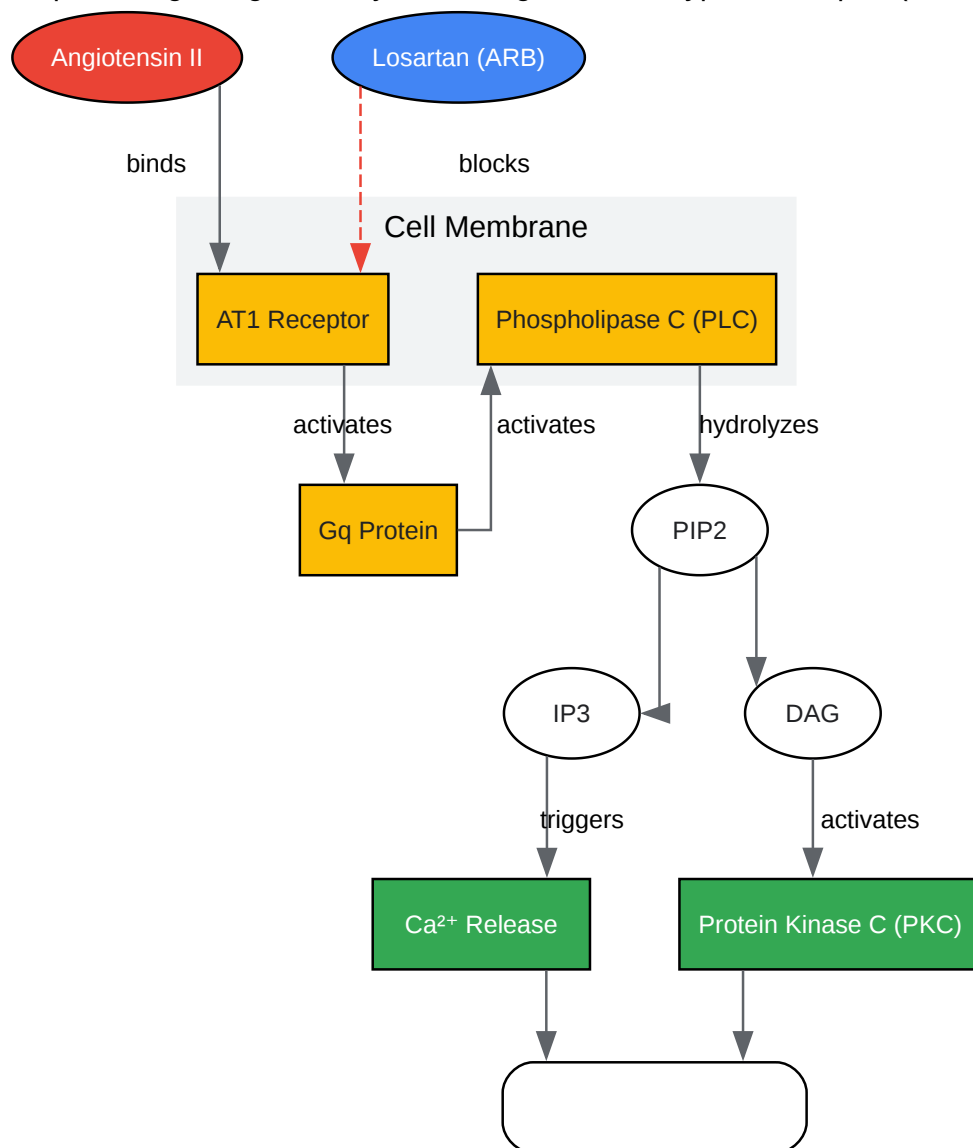 Angiotensin II
Losartan (ARB)
binds
blocks
Cell Membrane
AT1 Receptor
Phospholipase C (PLC)
activates
activates
hydrolyzes
Gq Protein
PIP2
IP3
DAG
triggers
activates
Ca²⁺ Release
Protein Kinase C (PKC)